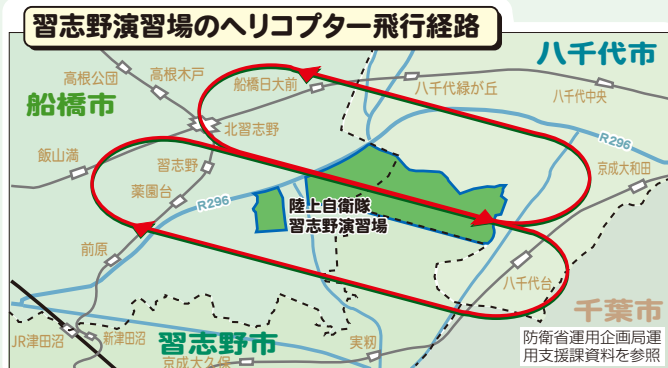 習志野演習場のヘリコプター飛行経路
八千代市
高根公団
高根木戸
船橋日大前
八千代緑が丘
八千代中央
船橋市
北習志野
R296
飯山満
習志野
京成大和田
薬園台
R296
陸上自衛隊
習志野演習場
前原
八千代台
千葉市
JR津田沼
新津田沼
習志野市
実籾
京成大久保
防衛省運用企画局運
用支援課資料を参照